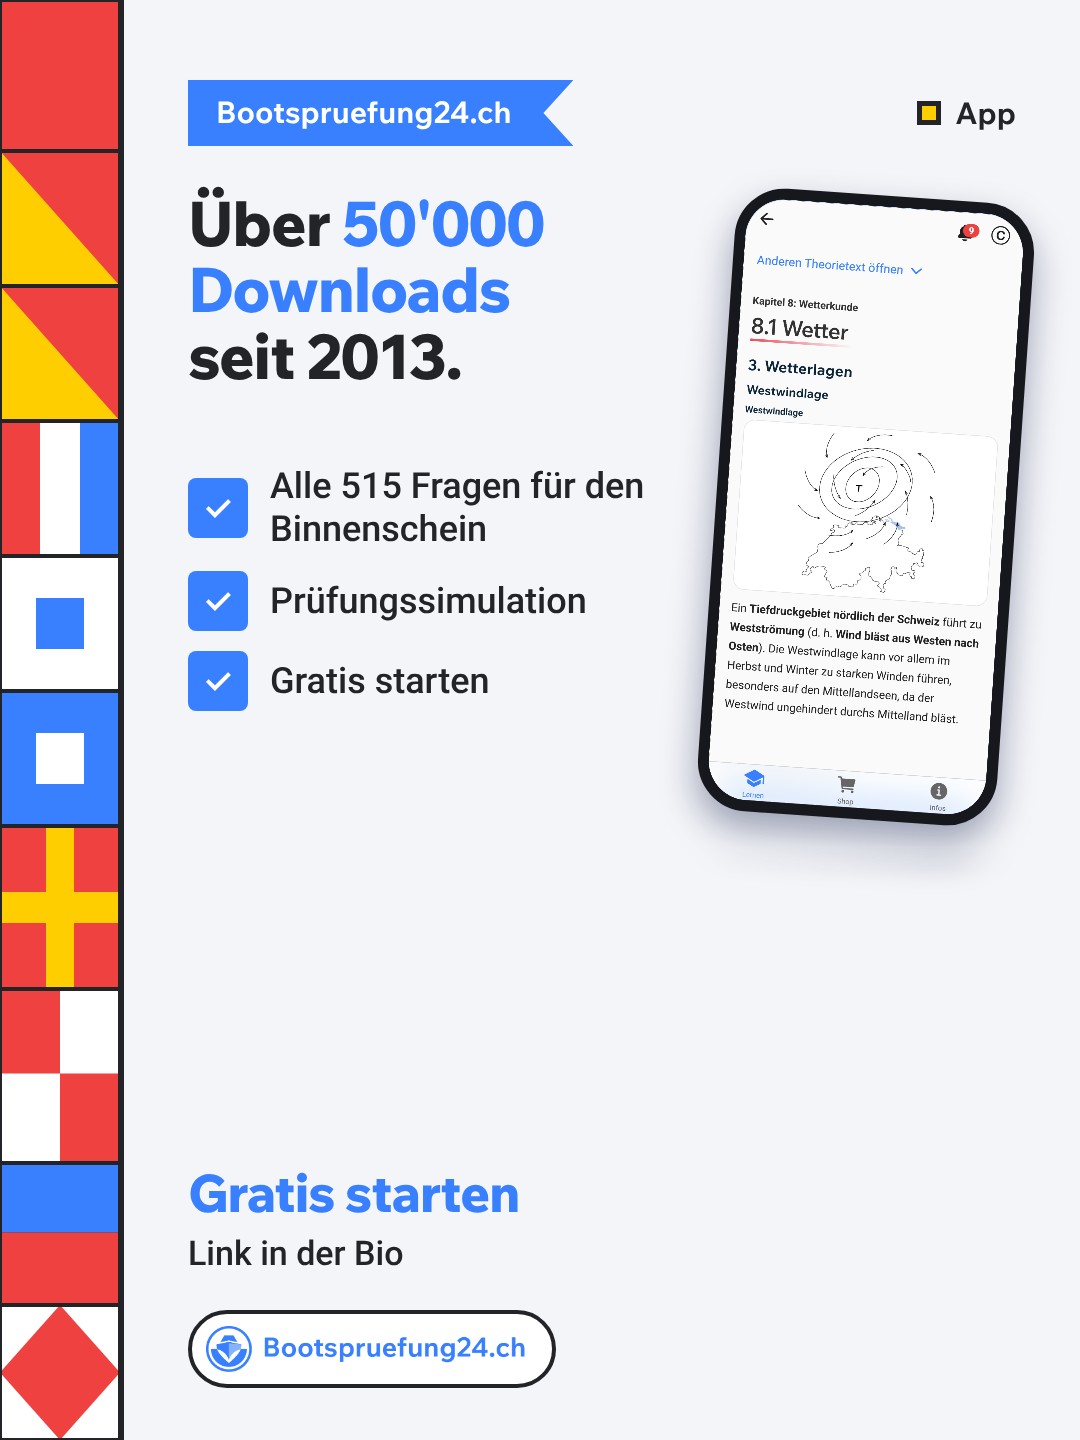 Bootspruefung24.ch
App
Über 50'000
Downloads
seit 2013.
Alle 515 Fragen für den
Binnenschein
Prüfungssimulation
Gratis starten
9
C
Anderen Theorietext öffnen
Kapitel 8: Wetterkunde
8.1 Wetter
3. Wetterlagen
Westwindlage
Westwindlage
T
Ein Tiefdruckgebiet nördlich der Schweiz führt zu
Westströmung (d. h. Wind bläst aus Westen nach
Osten). Die Westwindlage kann vor allem im
Herbst und Winter zu starken Winden führen,
besonders auf den Mittellandseen, da der
Westwind ungehindert durchs Mittelland bläst.
Lernen
Shop
Infos
Gratis starten
Link in der Bio
Bootspruefung24.ch